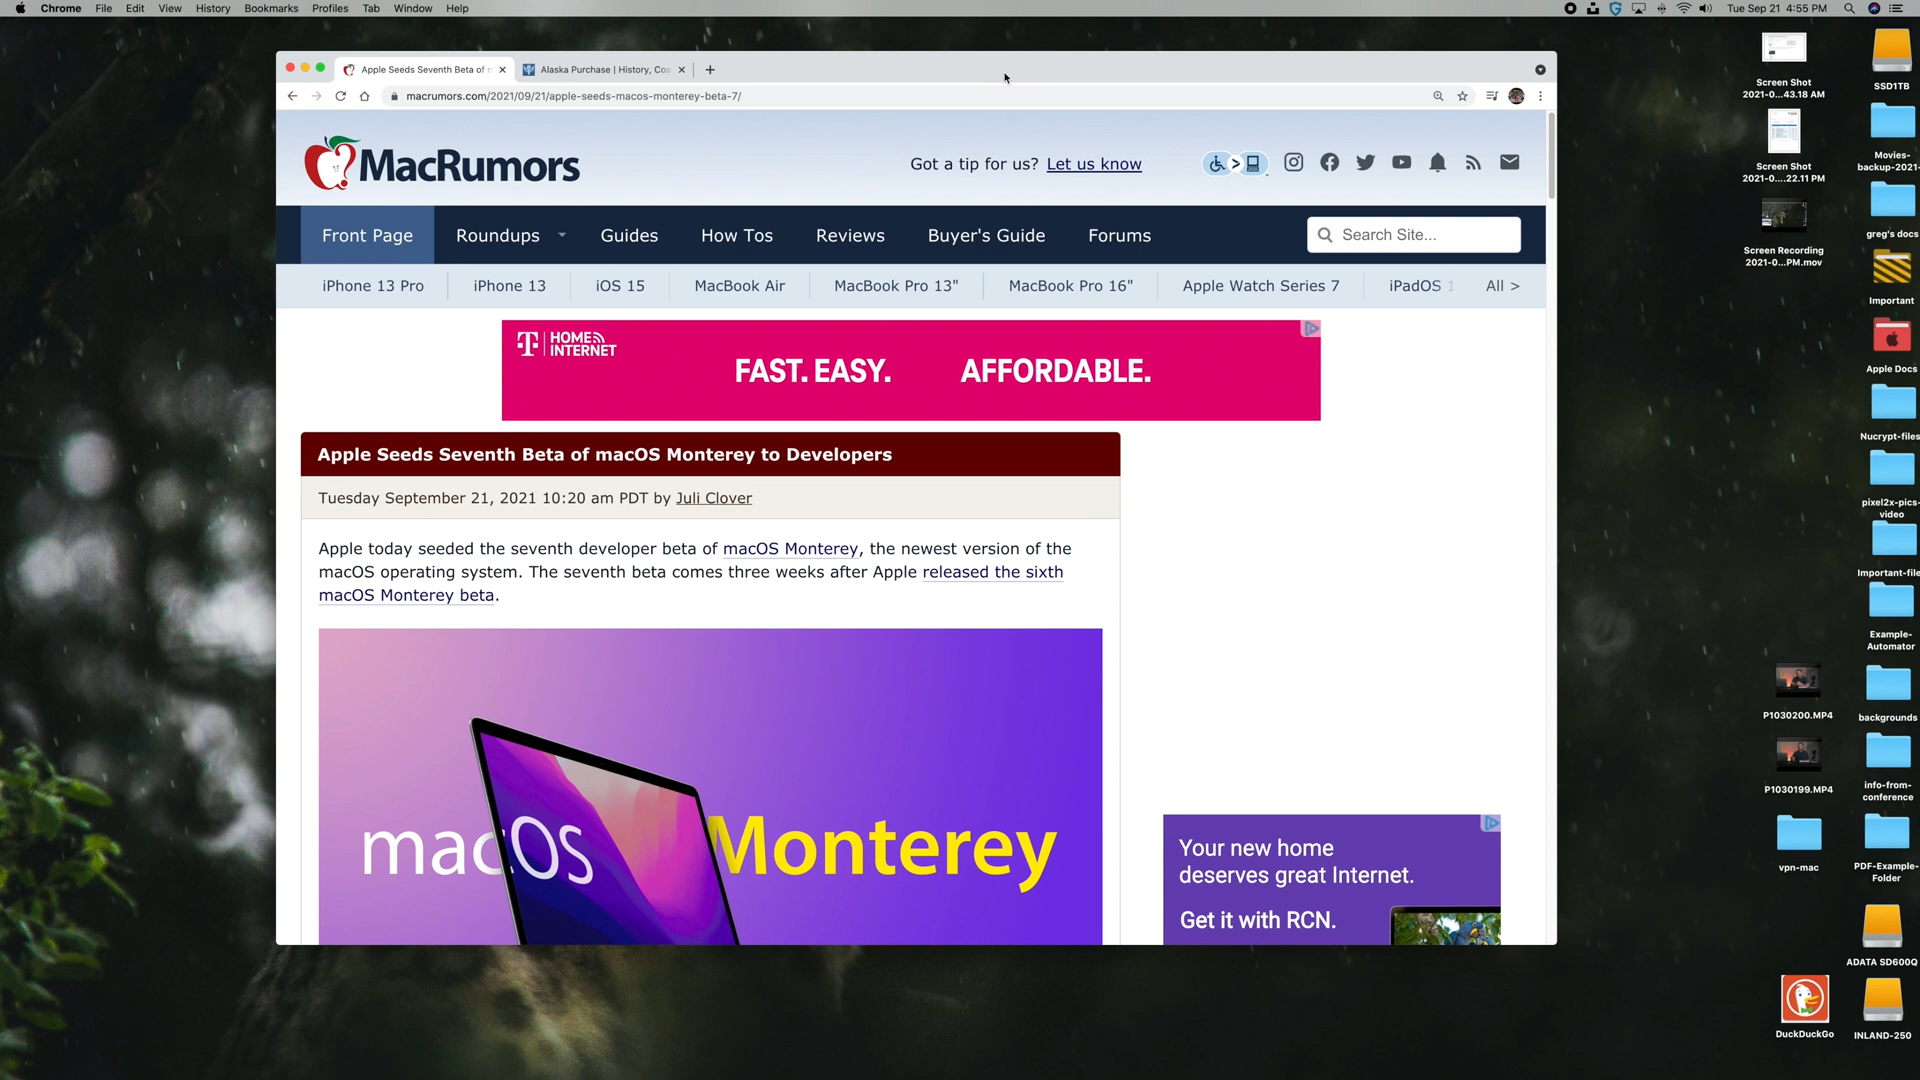 Chrome File Edit View History Bookmarks Profiles Tab Window Help
Tue Sep 21 4:55 PM
Apple Seeds Seventh Beta of
Alaska Purchase | History, Cos
macrumors.com/2021/09/21/apple-seeds-macos-monterey-beta-7/
MacRumors
Got a tip for us? Let us know
Front Page Roundups Guides How Tos Reviews Buyer's Guide Forums
Search Site...
iPhone 13 Pro iPhone 13 iOS 15 MacBook Air MacBook Pro 13" MacBook Pro 16" Apple Watch Series 7 iPadOS 1 All >
T HOME
INTERNET
FAST. EASY. AFFORDABLE.
Apple Seeds Seventh Beta of macOS Monterey to Developers
Tuesday September 21, 2021 10:20 am PDT by Juli Clover
Apple today seeded the seventh developer beta of macOS Monterey, the newest version of the
macOS operating system. The seventh beta comes three weeks after Apple released the sixth
macOS Monterey beta.
macOS Monterey
Your new home
deserves great Internet.
Get it with RCN.
Screen Shot
2021-0...43.18 AM
Screen Shot
2021-0....22.11 PM
Screen Recording
2021-0...PM.mov
P1030200.MP4
P1030199.MP4
vpn-mac
DuckDuckGo
SSD1TB
Movies-
backup-2021-
greg's docs
Important
Apple Docs
Nucrypt-files
pixel2x-pics-
video
Important-file
Example-
Automator
backgrounds
info-from-
conference
PDF-Example-
Folder
ADATA SD600Q
INLAND-250